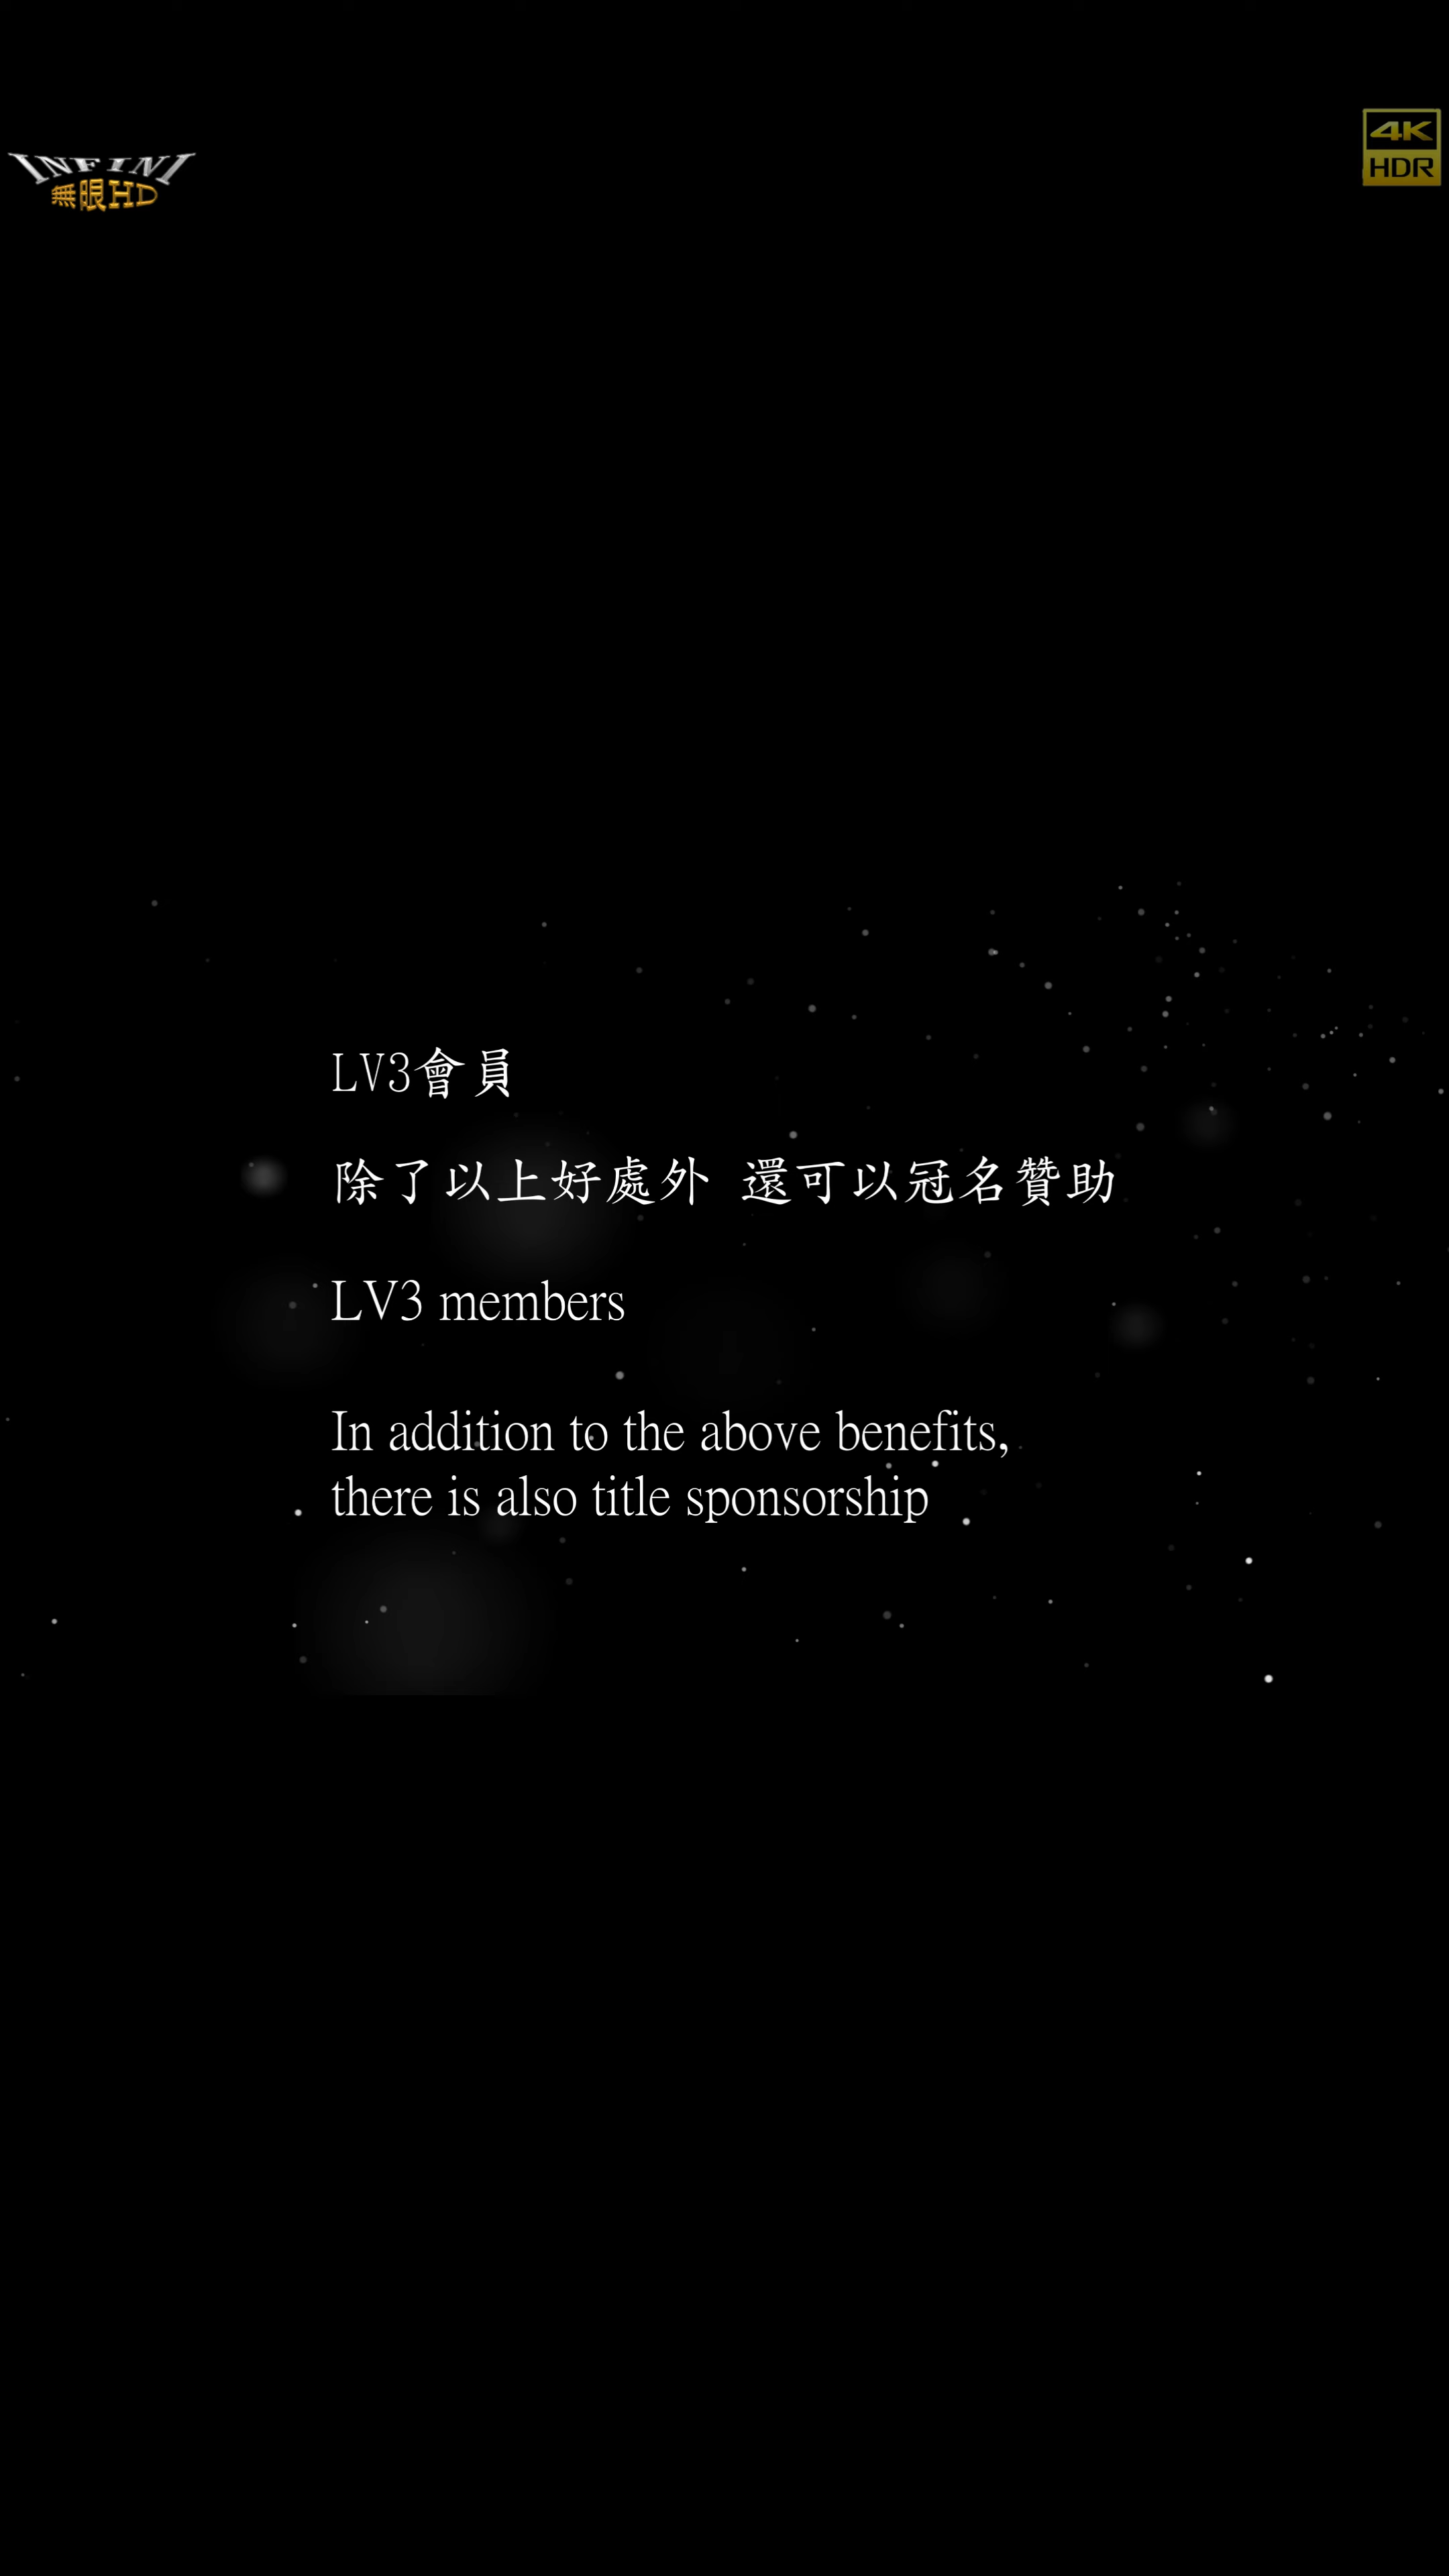 INFINI
無限HD
4K
HDR
LV3會員
除了以上好處外 還可以冠名贊助
LV3 members
In addition to the above benefits,
there is also title sponsorship